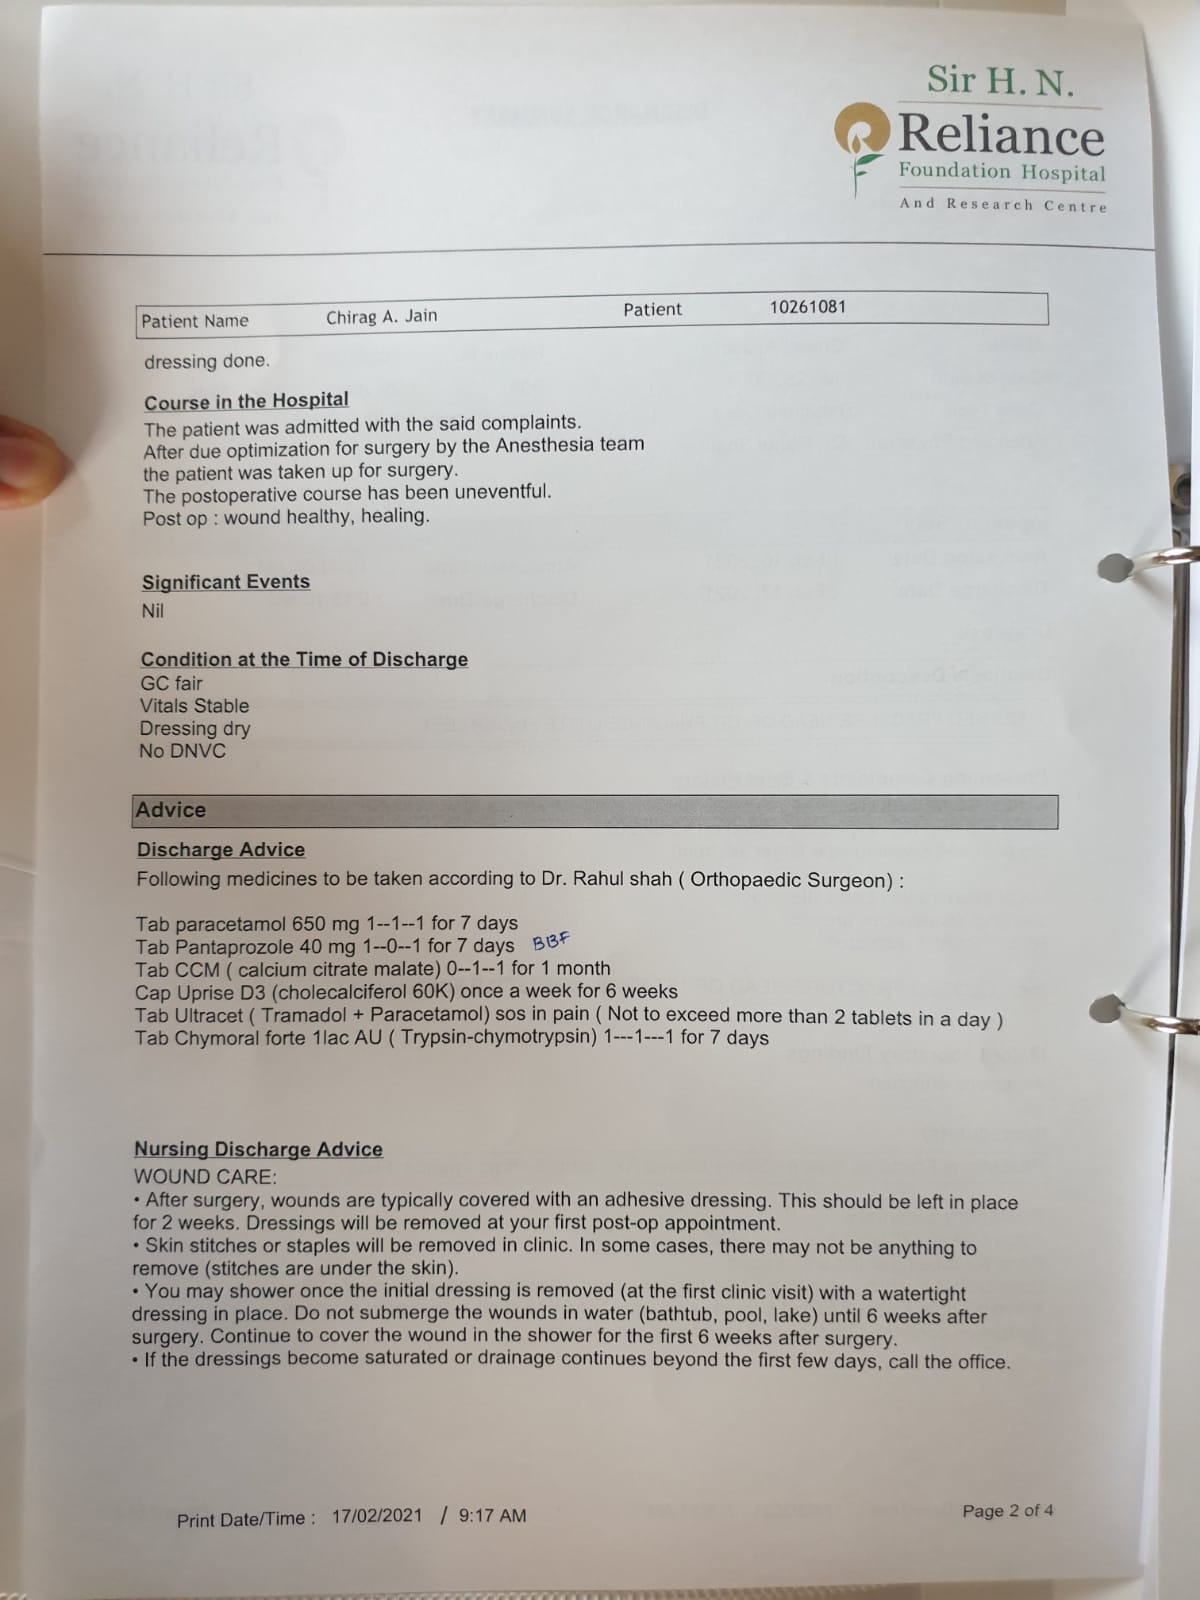 Sir H. N.
Reliance
Foundation Hospital
And Research Centre
Patient Name Chirag A. Jain Patient 10261081
dressing done.
Course in the Hospital
The patient was admitted with the said complaints.
After due optimization for surgery by the Anesthesia team
the patient was taken up for surgery.
The postoperative course has been uneventful.
Post op : wound healthy, healing.
Significant Events
Nil
Condition at the Time of Discharge
GC fair
Vitals Stable
Dressing dry
No DNVC
Advice
Discharge Advice
Following medicines to be taken according to Dr. Rahul shah ( Orthopaedic Surgeon) :
Tab paracetamol 650 mg 1--1--1 for 7 days
Tab Pantaprozole 40 mg 1--0--1 for 7 days BBF
Tab CCM ( calcium citrate malate) 0--1--1 for 1 month
Cap Uprise D3 (cholecalciferol 60K) once a week for 6 weeks
Tab Ultracet ( Tramadol + Paracetamol) sos in pain ( Not to exceed more than 2 tablets in a day )
Tab Chymoral forte 1lac AU ( Trypsin-chymotrypsin) 1---1---1 for 7 days
Nursing Discharge Advice
WOUND CARE:
• After surgery, wounds are typically covered with an adhesive dressing. This should be left in place
for 2 weeks. Dressings will be removed at your first post-op appointment.
• Skin stitches or staples will be removed in clinic. In some cases, there may not be anything to
remove (stitches are under the skin).
• You may shower once the initial dressing is removed (at the first clinic visit) with a watertight
dressing in place. Do not submerge the wounds in water (bathtub, pool, lake) until 6 weeks after
surgery. Continue to cover the wound in the shower for the first 6 weeks after surgery.
• If the dressings become saturated or drainage continues beyond the first few days, call the office.
Print Date/Time : 17/02/2021 / 9:17 AM
Page 2 of 4